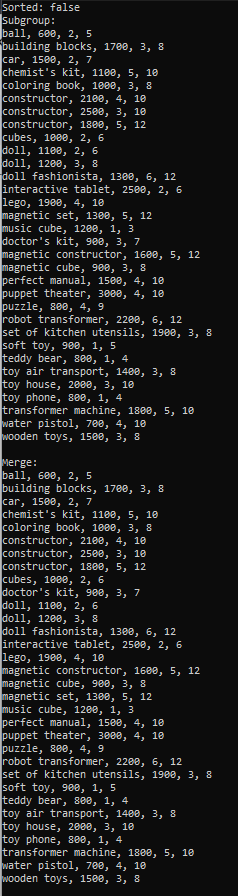 Sorted: false
Subgroup:
ball, 600, 2, 5
building blocks, 1700, 3, 8
car, 1500, 2, 7
chemist's kit, 1100, 5, 10
coloring book, 1000, 3, 8
constructor, 2100, 4, 10
constructor, 2500, 3, 10
constructor, 1800, 5, 12
cubes, 1000, 2, 6
doll, 1100, 2, 6
doll, 1200, 3, 8
doll fashionista, 1300, 6, 12
interactive tablet, 2500, 2, 6
lego, 1900, 4, 10
magnetic set, 1300, 5, 12
music cube, 1200, 1, 3
doctor's kit, 900, 3, 7
magnetic constructor, 1600, 5, 12
magnetic cube, 900, 3, 8
perfect manual, 1500, 4, 10
puppet theater, 3000, 4, 10
puzzle, 800, 4, 9
robot transformer, 2200, 6, 12
set of kitchen utensils, 1900, 3, 8
soft toy, 900, 1, 5
teddy bear, 800, 1, 4
toy air transport, 1400, 3, 8
toy house, 2000, 3, 10
toy phone, 800, 1, 4
transformer machine, 1800, 5, 10
water pistol, 700, 4, 10
wooden toys, 1500, 3, 8

Merge:
ball, 600, 2, 5
building blocks, 1700, 3, 8
car, 1500, 2, 7
chemist's kit, 1100, 5, 10
coloring book, 1000, 3, 8
constructor, 2100, 4, 10
constructor, 2500, 3, 10
constructor, 1800, 5, 12
cubes, 1000, 2, 6
doctor's kit, 900, 3, 7
doll, 1100, 2, 6
doll, 1200, 3, 8
doll fashionista, 1300, 6, 12
interactive tablet, 2500, 2, 6
lego, 1900, 4, 10
magnetic constructor, 1600, 5, 12
magnetic cube, 900, 3, 8
magnetic set, 1300, 5, 12
music cube, 1200, 1, 3
perfect manual, 1500, 4, 10
puppet theater, 3000, 4, 10
puzzle, 800, 4, 9
robot transformer, 2200, 6, 12
set of kitchen utensils, 1900, 3, 8
soft toy, 900, 1, 5
teddy bear, 800, 1, 4
toy air transport, 1400, 3, 8
toy house, 2000, 3, 10
toy phone, 800, 1, 4
transformer machine, 1800, 5, 10
water pistol, 700, 4, 10
wooden toys, 1500, 3, 8